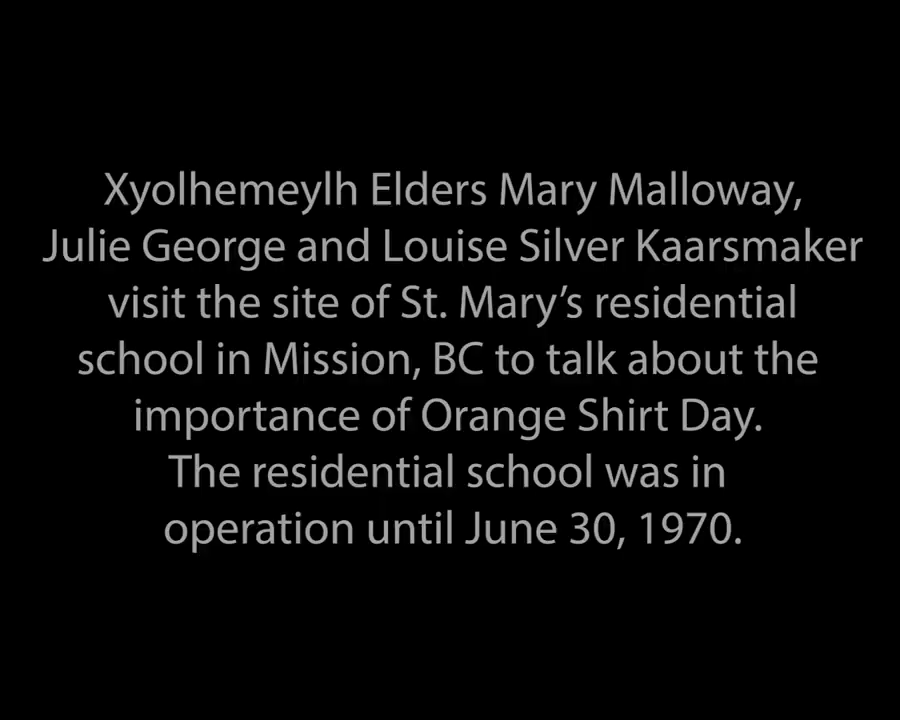 Xyolhemeylh Elders Mary Malloway,
Julie George and Louise Silver Kaarsmaker
visit the site of St. Mary’s residential
school in Mission, BC to talk about the
importance of Orange Shirt Day.
The residential school was in
operation until June 30, 1970.